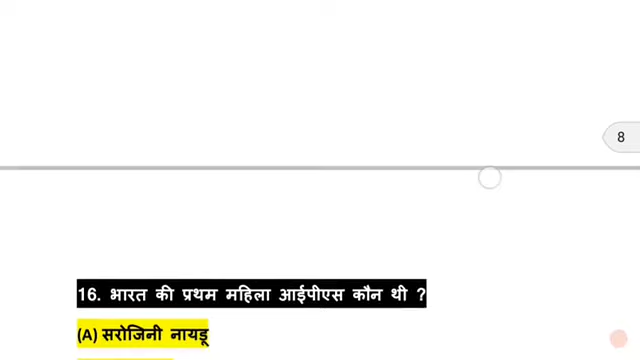 8
16. भारत की प्रथम महिला आईपीएस कौन थी ?
(A) सरोजिनी नायडू